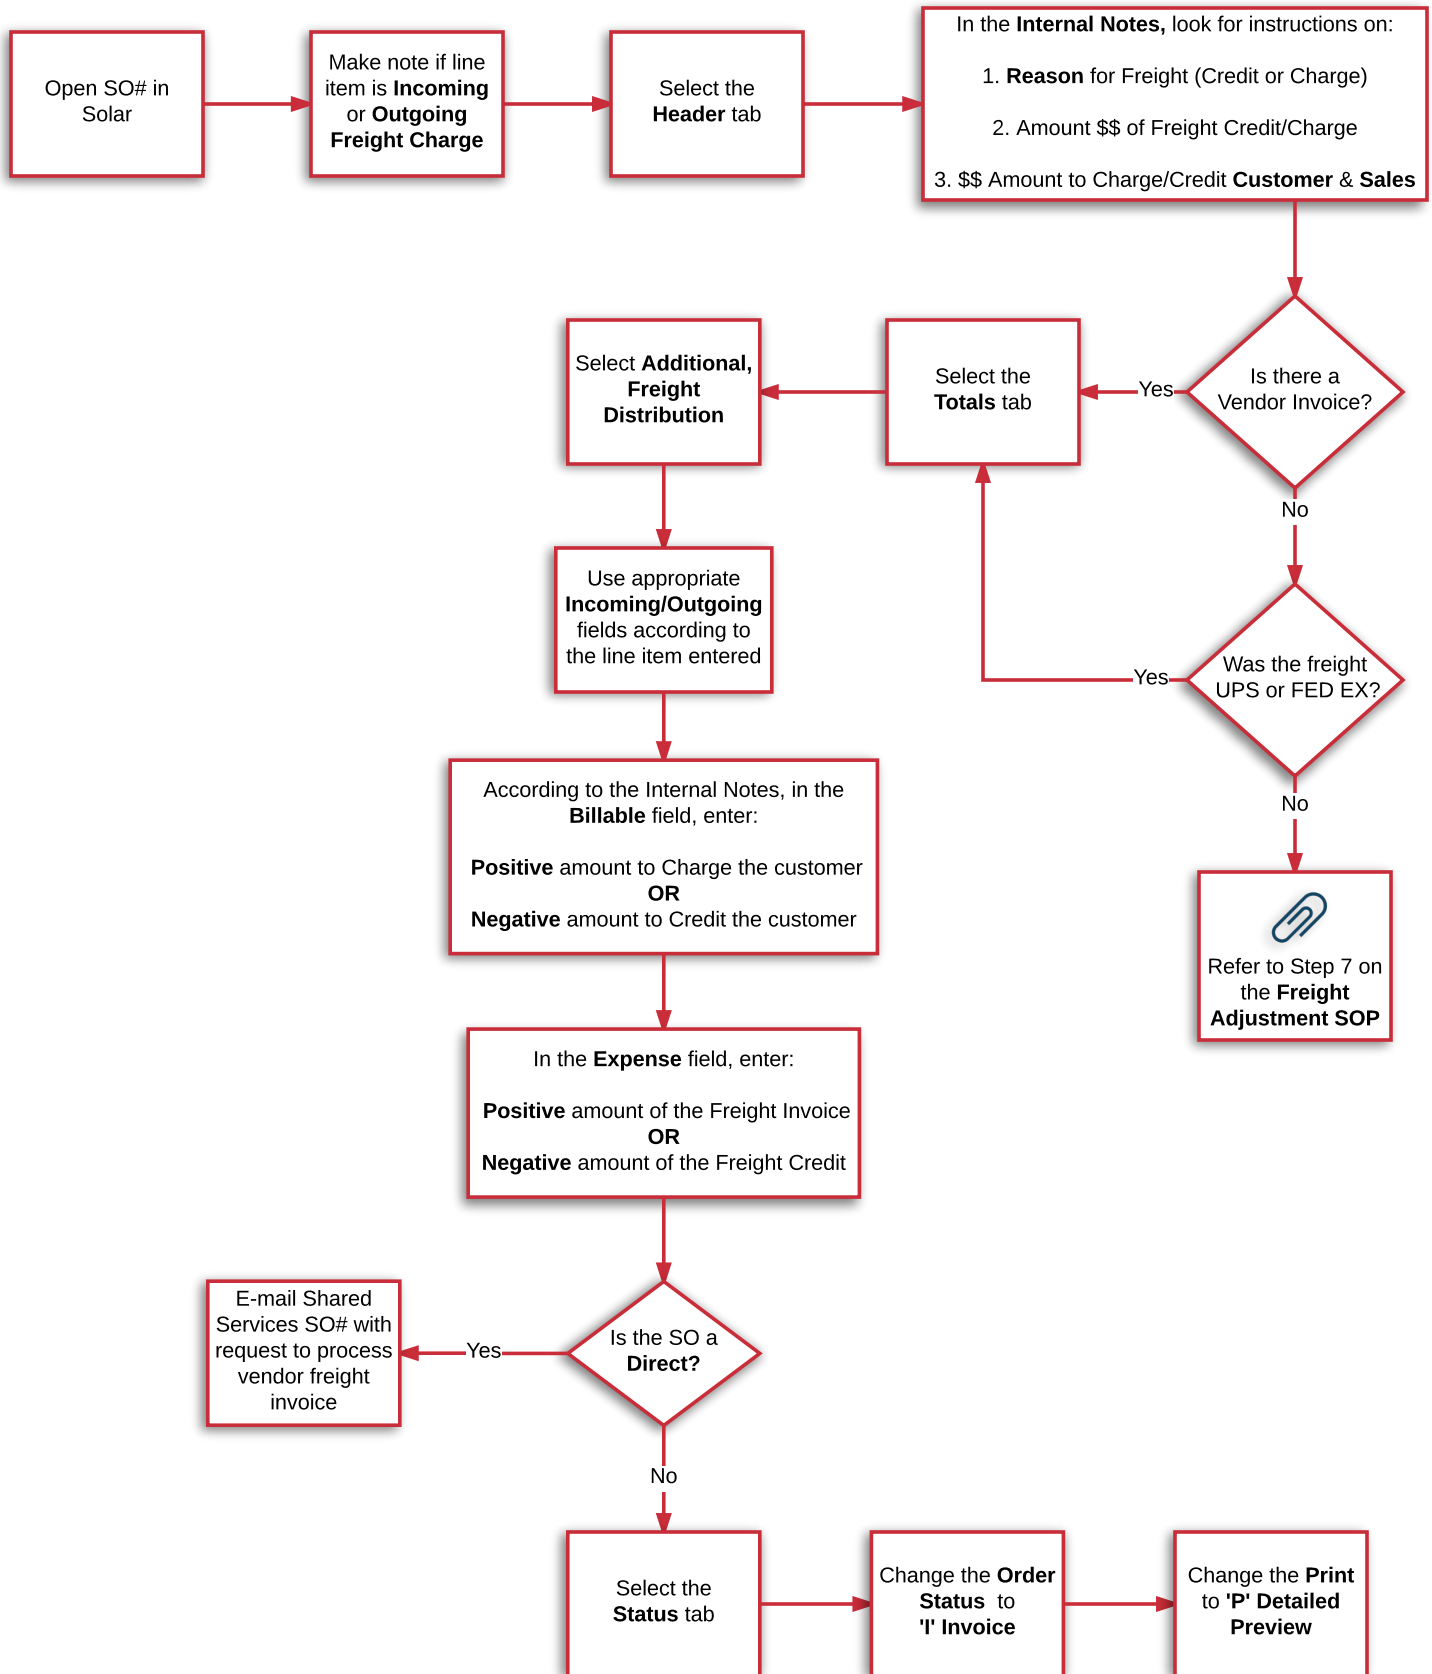 Open SO# in
Solar
Make note if line
item is Incoming
or Outgoing
Freight Charge
Select the
Header tab
In the Internal Notes, look for instructions on:
1. Reason for Freight (Credit or Charge)
2. Amount $$ of Freight Credit/Charge
3. $$ Amount to Charge/Credit Customer & Sales
Is there a
Vendor Invoice?
Yes
Select the
Totals tab
Select Additional,
Freight
Distribution
No
Was the freight
UPS or FED EX?
Yes
No
Refer to Step 7 on
the Freight
Adjustment SOP
Use appropriate
Incoming/Outgoing
fields according to
the line item entered
According to the Internal Notes, in the
Billable field, enter:
Positive amount to Charge the customer
OR
Negative amount to Credit the customer
In the Expense field, enter:
Positive amount of the Freight Invoice
OR
Negative amount of the Freight Credit
Is the SO a
Direct?
Yes
E-mail Shared
Services SO# with
request to process
vendor freight
invoice
No
Select the
Status tab
Change the Order
Status to
'I' Invoice
Change the Print
to 'P' Detailed
Preview